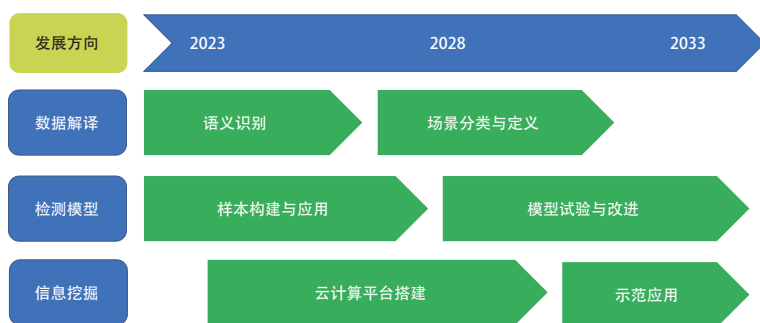 发展方向
2023
2028
2033
数据解译
语义识别
场景分类与定义
检测模型
样本构建与应用
模型试验与改进
信息挖掘
云计算平台搭建
示范应用